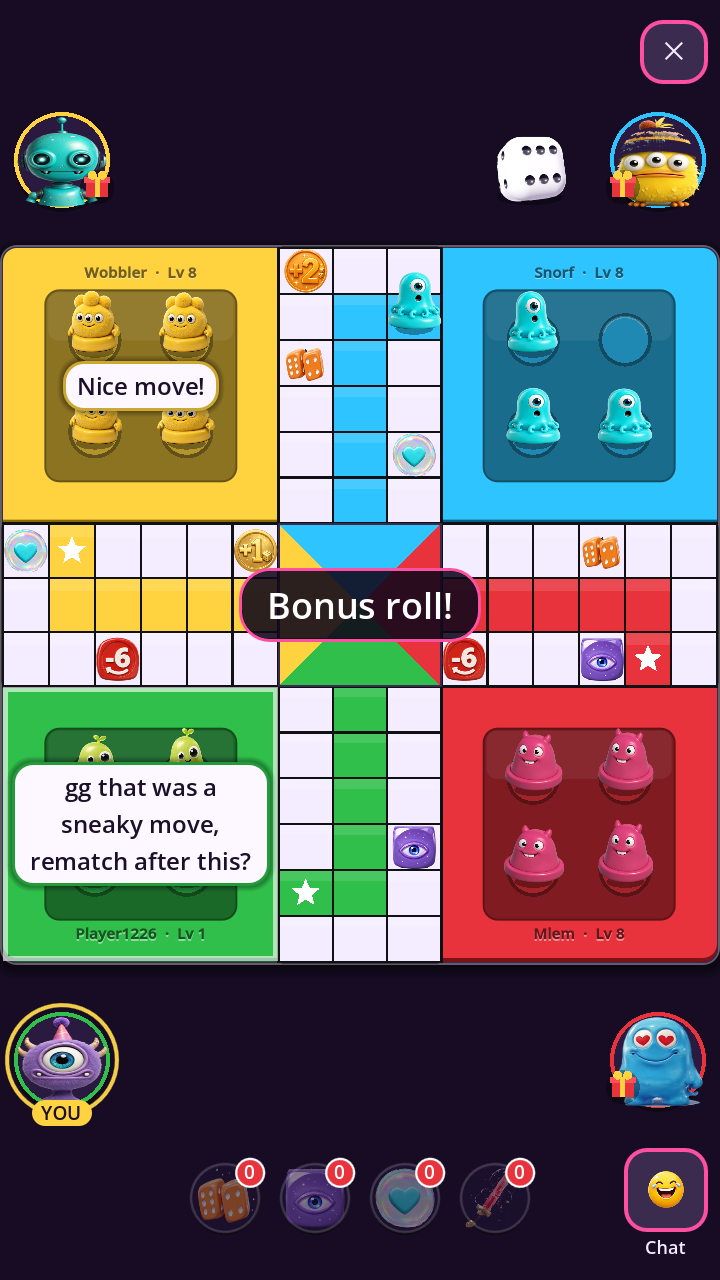 Wobbler · Lv 8
+2
Snorf · Lv 8
Nice move!
+1
Bonus roll!
-6
-6
gg that was a
sneaky move,
rematch after this?
Player1226 · Lv 1
Mlem · Lv 8
YOU
0
0
0
0
Chat